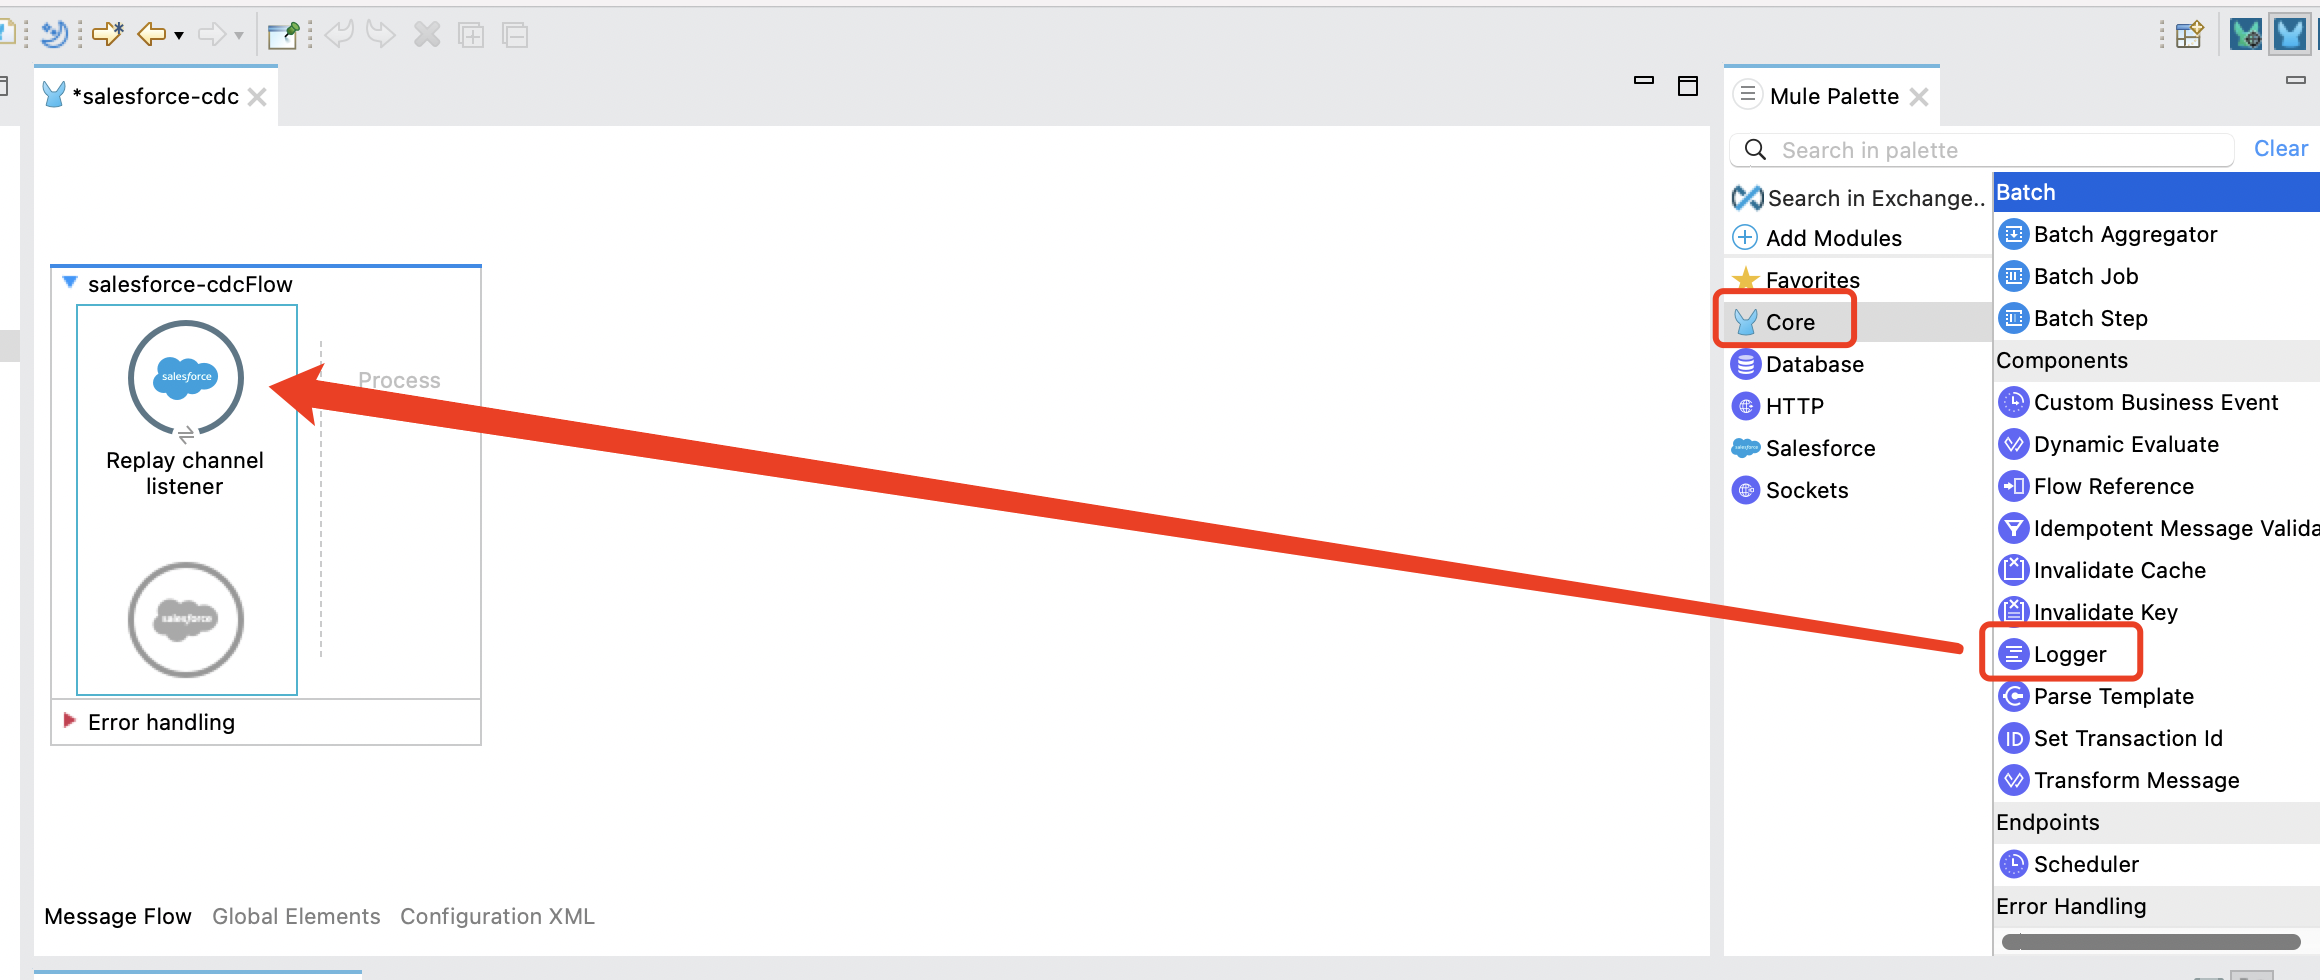 *salesforce-cdc
Mule Palette
Search in palette
Clear
salesforce-cdcFlow
salesforce
Replay channel
listener
salesforce
Process
Error handling
Message Flow
Global Elements
Configuration XML
Search in Exchange..
Add Modules
Favorites
Core
Database
HTTP
Salesforce
Sockets
Batch
Batch Aggregator
Batch Job
Batch Step
Components
Custom Business Event
Dynamic Evaluate
Flow Reference
Idempotent Message Valida
Invalidate Cache
Invalidate Key
Logger
Parse Template
ID Set Transaction Id
Transform Message
Endpoints
Scheduler
Error Handling